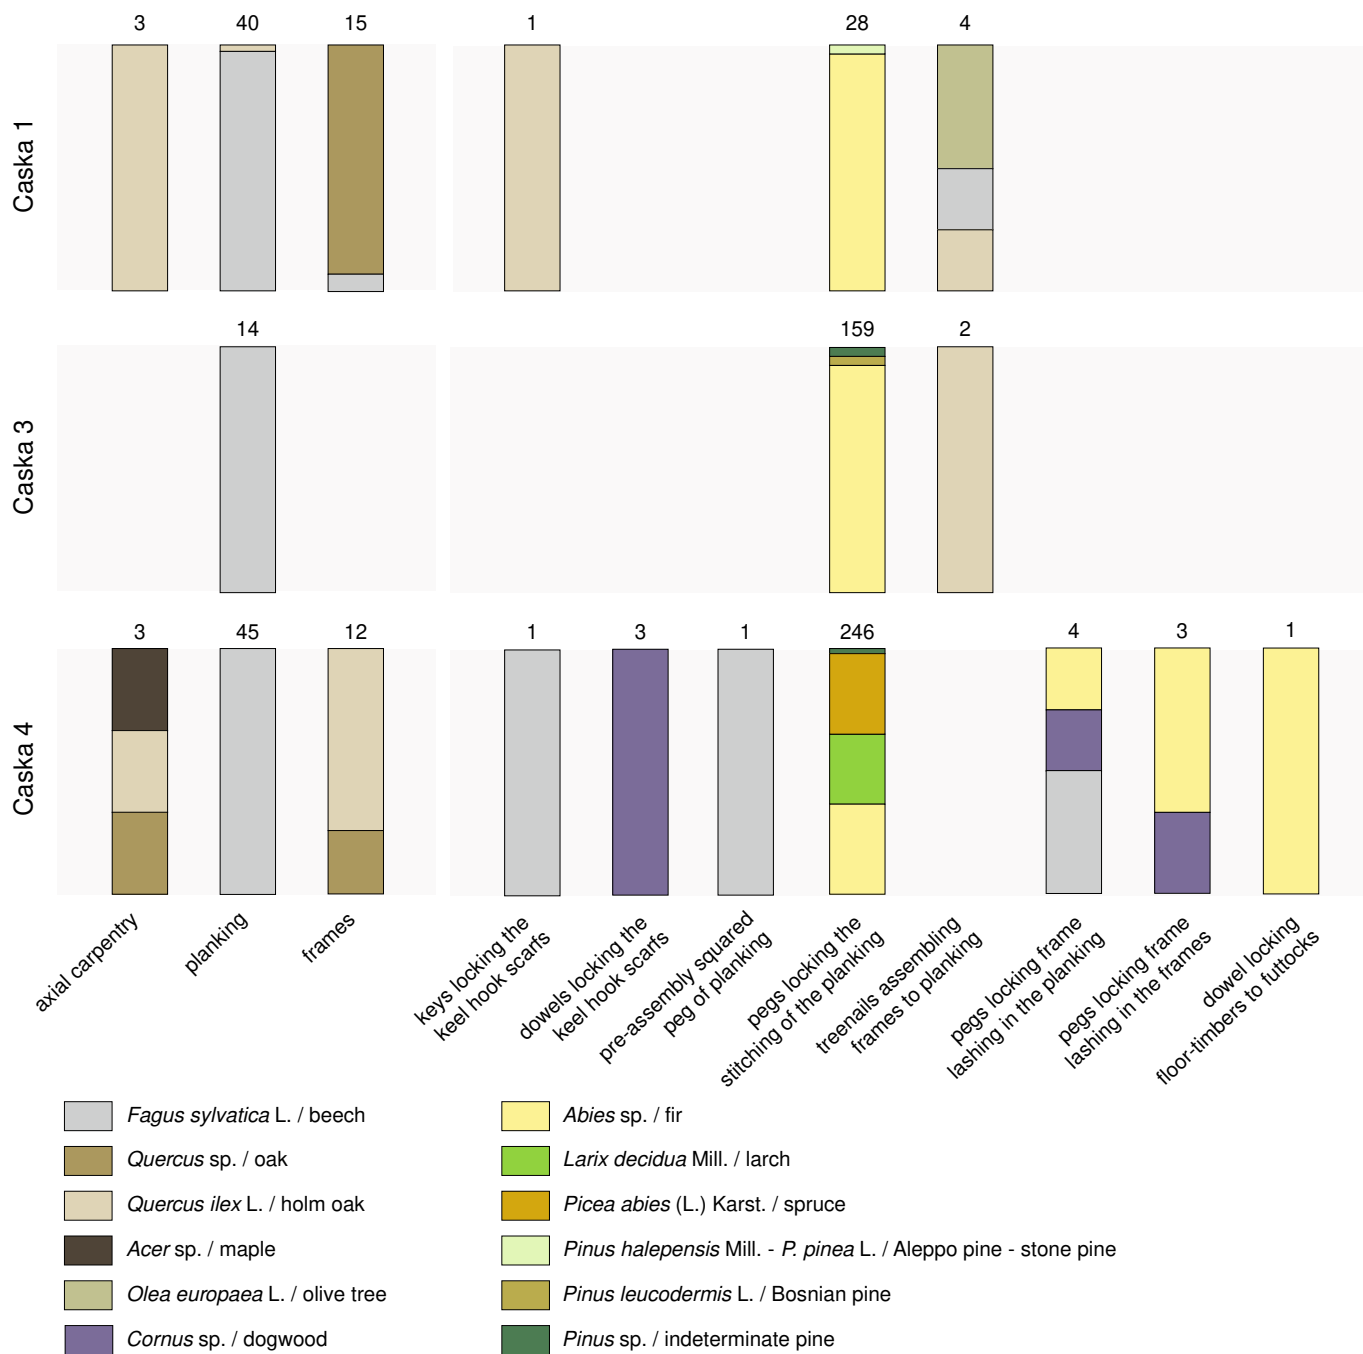 3 40 15 1 28 4
Caska 1
14 159 2
Caska 3
3 45 12 1 3 1 246 4 3 1
Caska 4
axial carpentry
planking
frames
keys locking the
keel hook scarfs
dowels locking the
keel hook scarfs
pre-assembly squared
peg of planking
pegs locking the
stitching of the planking
treenails assembling
frames to planking
pegs locking frame
lashing in the planking
pegs locking frame
lashing in the frames
dowel locking
floor-timbers to futtocks
Fagus sylvatica L. / beech
Quercus sp. / oak
Quercus ilex L. / holm oak
Acer sp. / maple
Olea europaea L. / olive tree
Cornus sp. / dogwood
Abies sp. / fir
Larix decidua Mill. / larch
Picea abies (L.) Karst. / spruce
Pinus halepensis Mill. - P. pinea L. / Aleppo pine - stone pine
Pinus leucodermis L. / Bosnian pine
Pinus sp. / indeterminate pine